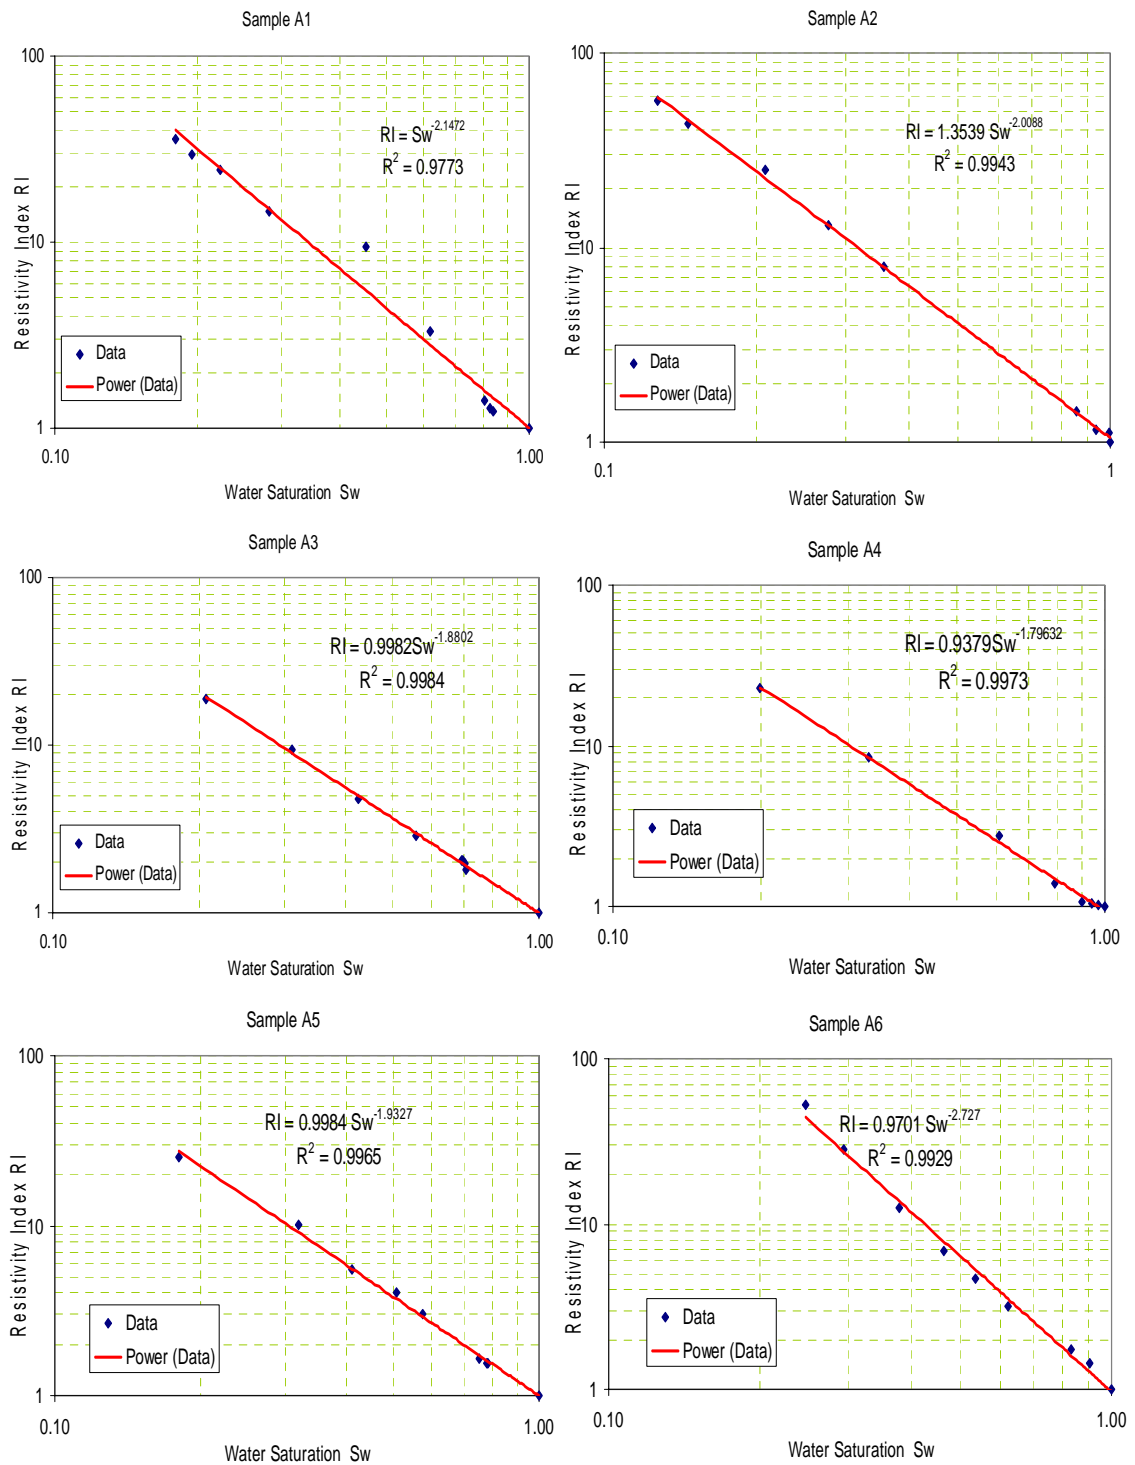 Sample A1
100
10
1
0.10
1.00
Resistivity Index RI
Water Saturation Sw
RI = Sw^-2.1472
R² = 0.9773
Data
Power (Data)
Sample A2
100
10
1
0.1
1
Resistivity Index RI
Water Saturation Sw
RI = 1.3539 Sw^-2.0088
R² = 0.9943
Data
Power (Data)
Sample A3
100
10
1
0.10
1.00
Resistivity Index RI
Water Saturation Sw
RI = 0.9982Sw^-1.8802
R² = 0.9984
Data
Power (Data)
Sample A4
100
10
1
0.10
1.00
Resistivity Index RI
Water Saturation Sw
RI = 0.9379Sw^-1.79632
R² = 0.9973
Data
Power (Data)
Sample A5
100
10
1
0.10
1.00
Resistivity Index RI
Water Saturation Sw
RI = 0.9984 Sw^-1.9327
R² = 0.9965
Data
Power (Data)
Sample A6
100
10
1
0.10
1.00
Resistivity Index RI
Water Saturation Sw
RI = 0.9701 Sw^-2.727
R² = 0.9929
Data
Power (Data)